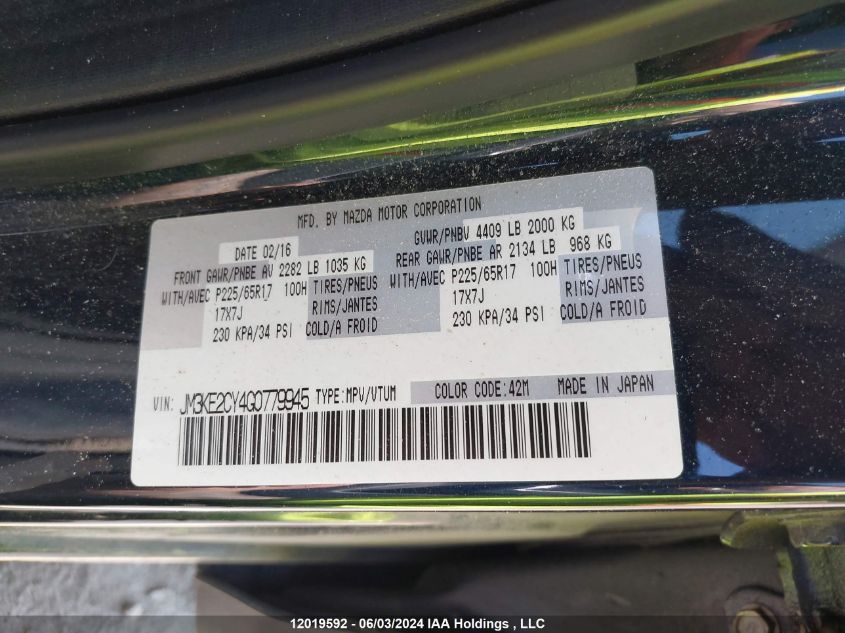 MFD. BY MAZDA MOTOR CORPORATION
DATE 02/16 GVWR/PNBV 4409 LB 2000 KG
FRONT GAWR/PNBE AV 2282 LB 1035 KG REAR GAWR/PNBE AR 2134 LB 968 KG
WITH/AVEC P225/65R17 100H TIRES/PNEUS WITH/AVEC P225/65R17 100H TIRES/PNEUS
17X7J RIMS/JANTES 17X7J RIMS/JANTES
230 KPA/34 PSI COLD/A FROID 230 KPA/34 PSI COLD/A FROID
VIN: JM3KE2CY4G0779945 TYPE:MPV/VTUM COLOR CODE:42M MADE IN JAPAN
12019592 - 06/03/2024 IAA Holdings , LLC